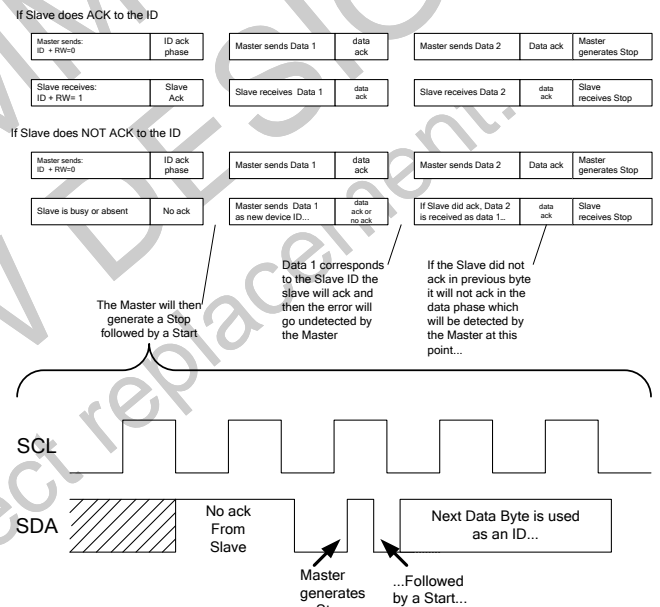 If Slave does ACK to the ID
Master sends:
ID + RW=0
ID ack
phase
Master sends Data 1
data
ack
Master sends Data 2
Data ack
Master
generates Stop
Slave receives:
ID + RW= 1
Slave
Ack
Slave receives Data 1
data
ack
Slave receives Data 2
data
ack
Slave
receives Stop
If Slave does NOT ACK to the ID
Master sends:
ID + RW=0
ID ack
phase
Master sends Data 1
data
ack
Master sends Data 2
Data ack
Master
generates Stop
Slave is busy or absent
No ack
Master sends Data 1
as new device ID...
data
ack or
no ack
If Slave did ack, Data 2
is received as data 1...
data
ack
Slave
receives Stop
The Master will then
generate a Stop
followed by a Start
Data 1 corresponds
to the Slave ID the
slave will ack and
then the error will
go undetected by
the Master
If the Slave did not
ack in previous byte
it will not ack in the
data phase which
will be detected by
the Master at this
point...
SCL
SDA
No ack
From
Slave
Next Data Byte is used
as an ID...
Master
generates
...Followed
by a Start...
ect replacement.